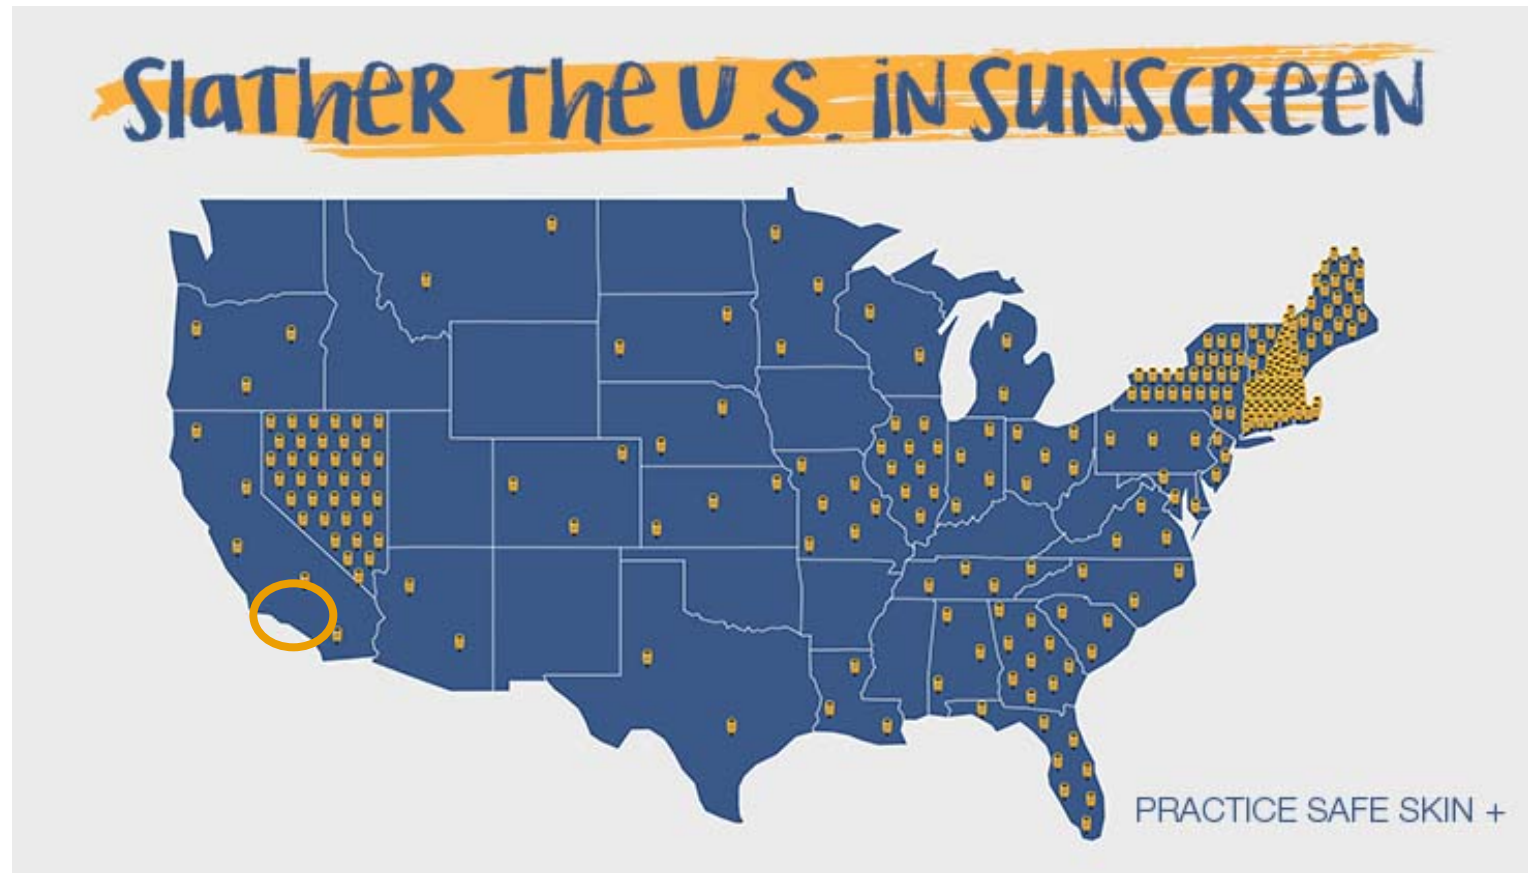 SlaTheR The U.S. iN SUNSCReeN
PRACTICE SAFE SKIN +